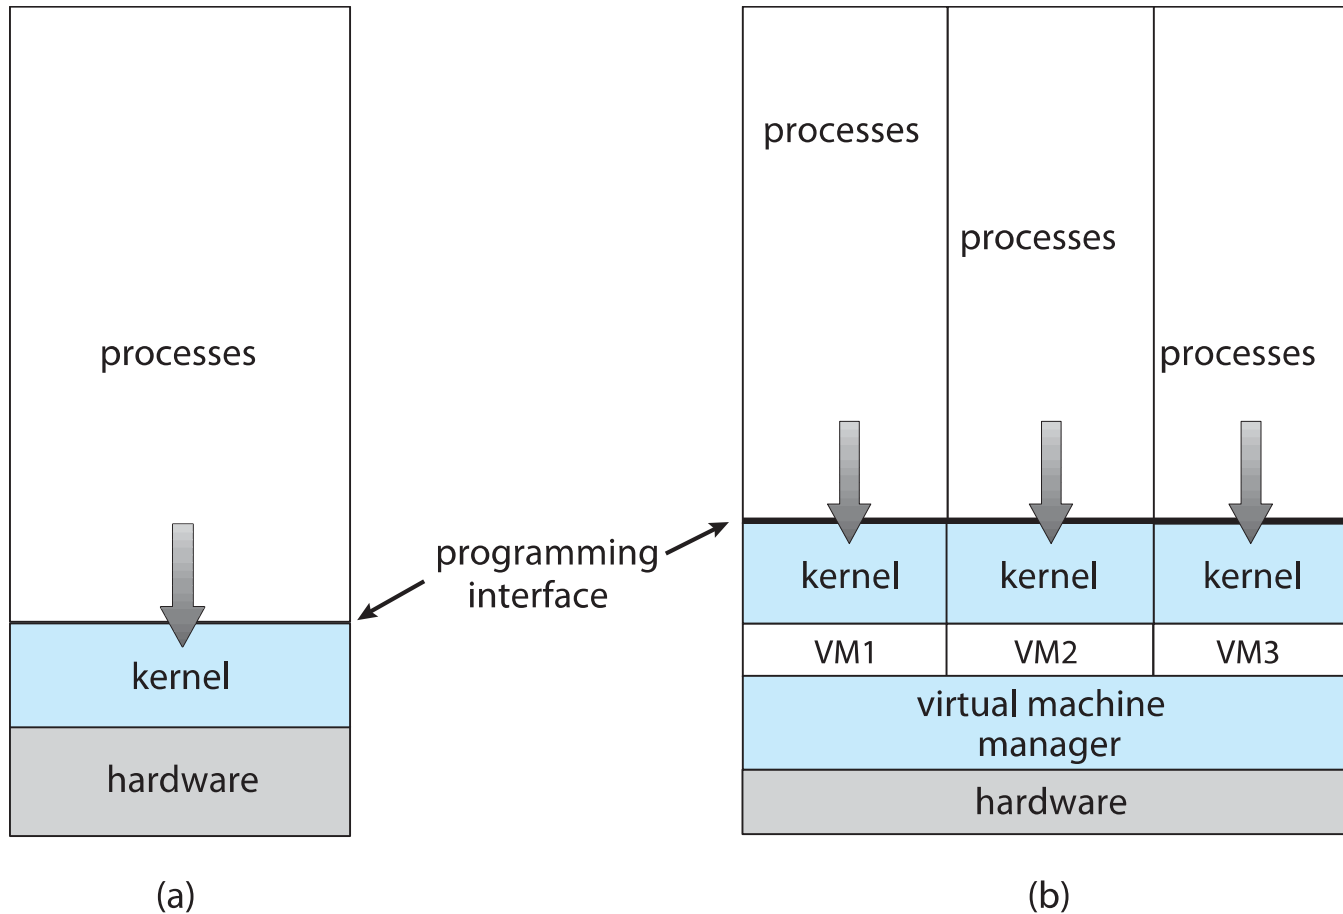 processes
kernel
hardware
(a)
programming
interface
processes
processes
processes
kernel
kernel
kernel
VM1
VM2
VM3
virtual machine
manager
hardware
(b)